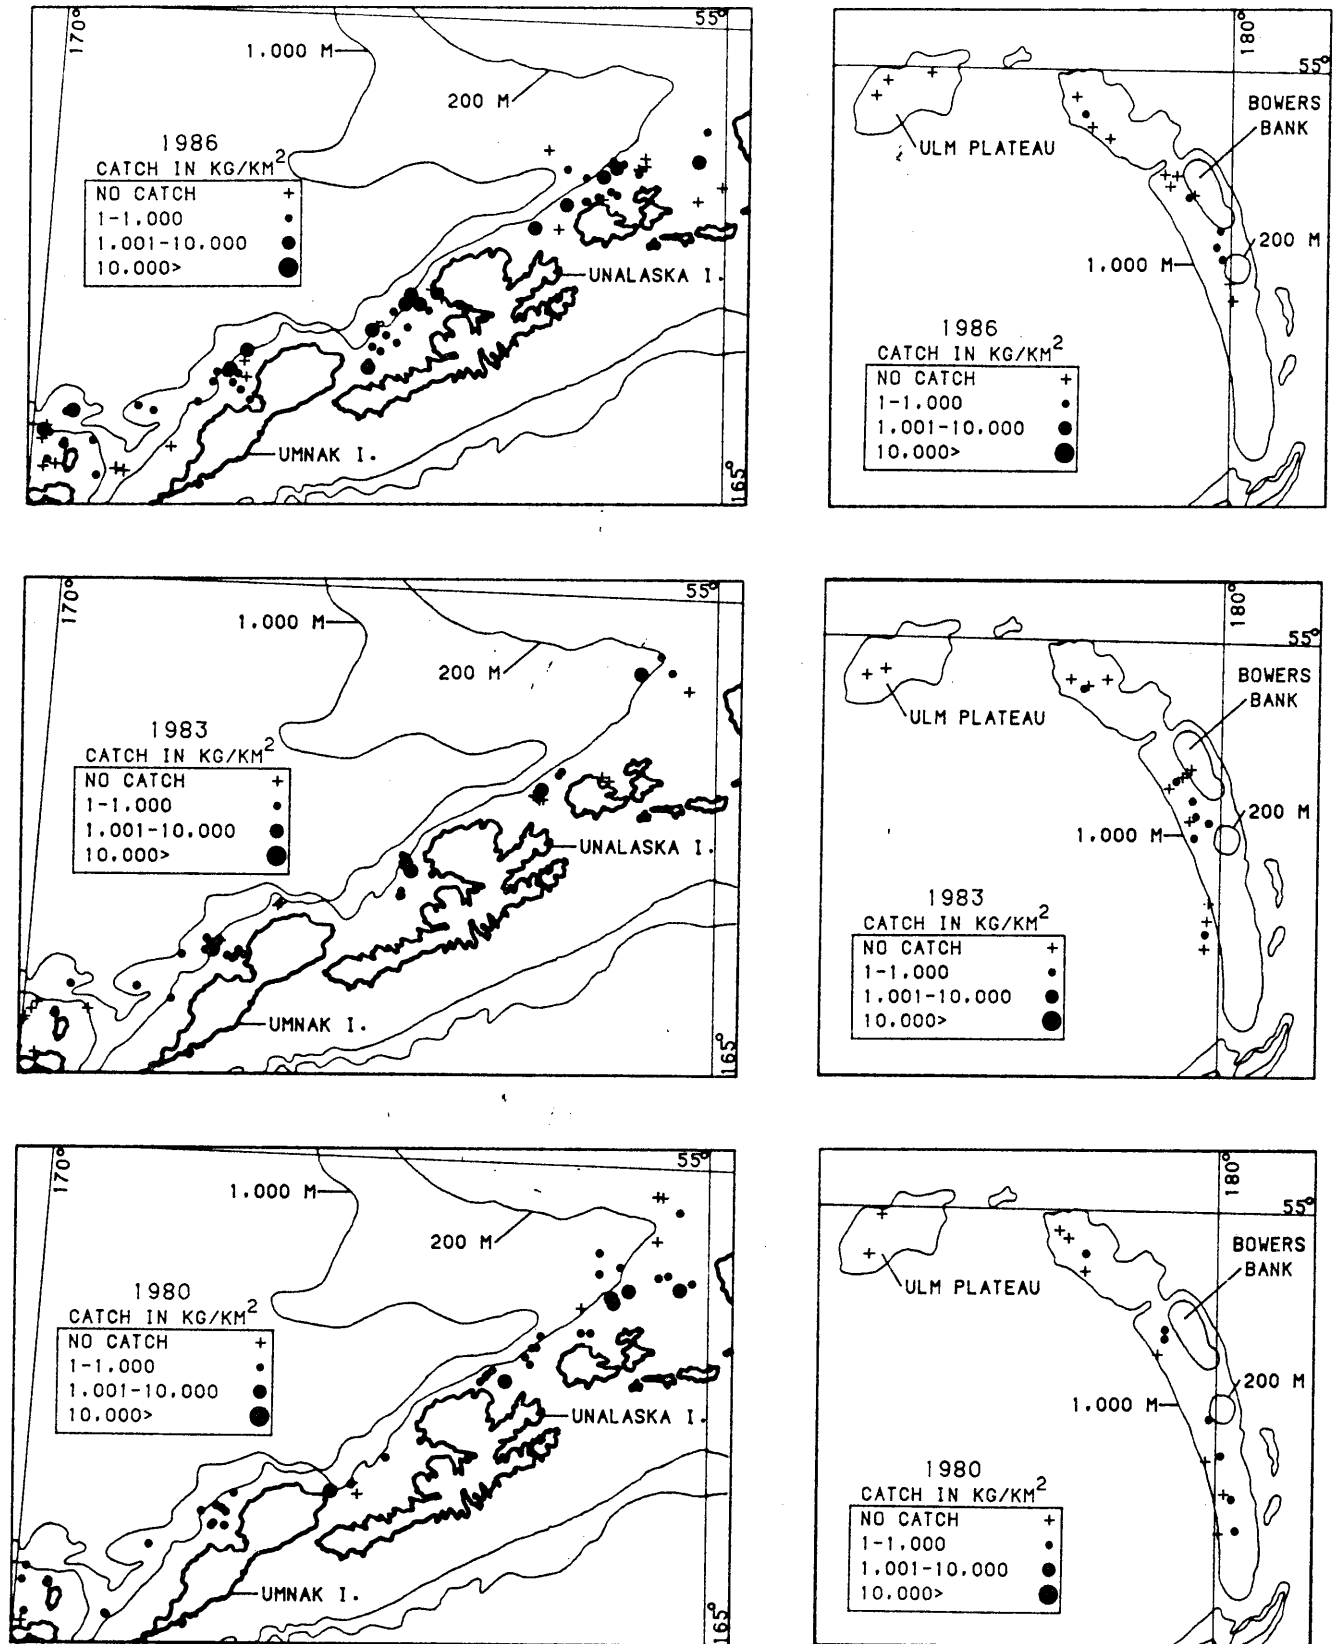 170°
55°
1.000 M
200 M
1986
CATCH IN KG/KM²
NO CATCH +
1-1.000
1.001-10.000
10.000>
UNALASKA I.
UMNAK I.
165°
180°
55°
BOWERS
BANK
ULM PLATEAU
200 M
1.000 M
1986
CATCH IN KG/KM²
NO CATCH +
1-1.000
1.001-10.000
10.000>
170°
55°
1.000 M
200 M
1983
CATCH IN KG/KM²
NO CATCH +
1-1.000
1.001-10.000
10.000>
UNALASKA I.
UMNAK I.
165°
180°
55°
BOWERS
BANK
ULM PLATEAU
200 M
1.000 M
1983
CATCH IN KG/KM²
NO CATCH +
1-1.000
1.001-10.000
10.000>
170°
55°
1.000 M
200 M
1980
CATCH IN KG/KM²
NO CATCH +
1-1.000
1.001-10.000
10.000>
UNALASKA I.
UMNAK I.
165°
180°
55°
BOWERS
BANK
ULM PLATEAU
200 M
1.000 M
1980
CATCH IN KG/KM²
NO CATCH +
1-1.000
1.001-10.000
10.000>